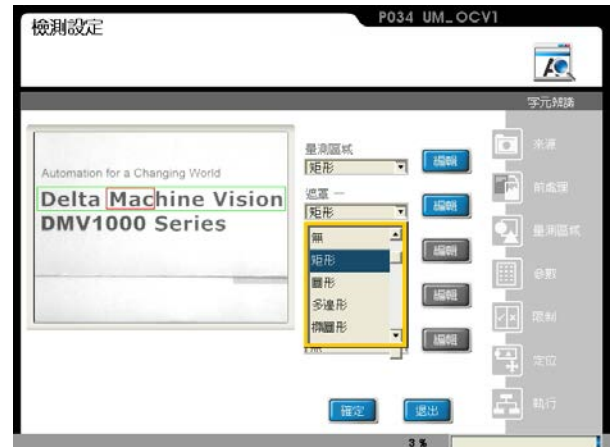 檢測設定
P034 UM_OCV1
字元辨識
Automation for a Changing World
Delta Machine Vision
DMV1000 Series
量測區域
矩形
編輯
遮罩 一
矩形
編輯
無
矩形
圖形
多邊形
橢圓形
編輯
編輯
編輯
來源
前處理
量測區域
參數
限制
定位
執行
確定
退出
3 %